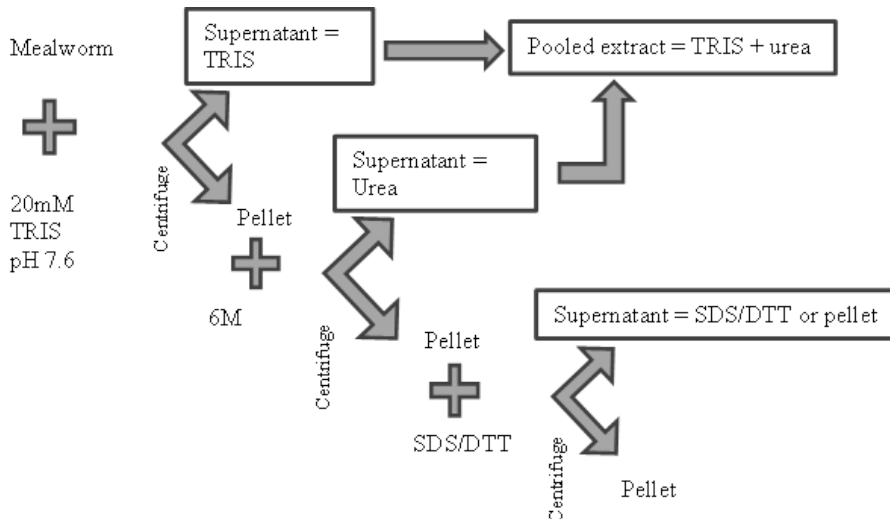 Mealworm
Supernatant =
TRIS
Pooled extract = TRIS + urea
20mM
TRIS
pH 7.6
Centrifuge
Pellet
6M
Supernatant =
Urea
Centrifuge
Pellet
SDS/DTT
Supernatant = SDS/DTT or pellet
Centrifuge
Pellet